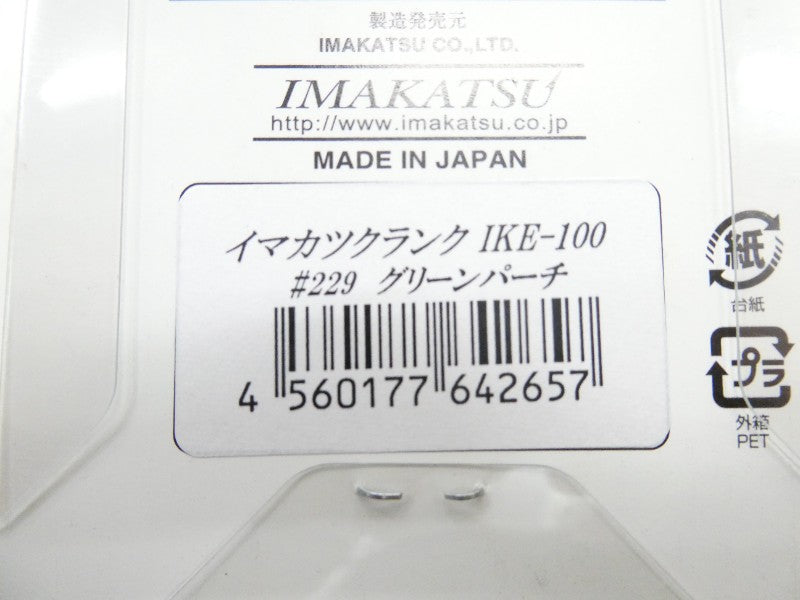 製造発売元
IMAKATSU CO.,LTD.
IMAKATSU
http://www.imakatsu.co.jp
MADE IN JAPAN
イマカツクランク IKE-100
#229 グリーンパーチ
4 560177 642657
紙
台紙
プラ
外箱
PET